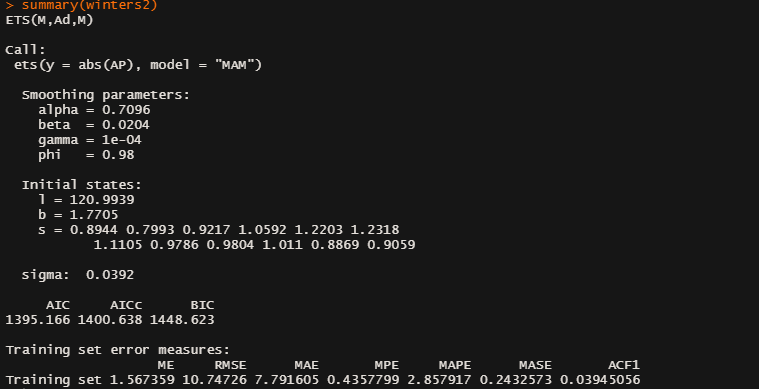 > summary(winters2)
ETS(M,Ad,M)
Call:
ets(y = abs(AP), model = "MAM")
Smoothing parameters:
alpha = 0.7096
beta = 0.0204
gamma = 1e-04
phi = 0.98
Initial states:
l = 120.9939
b = 1.7705
s = 0.8944 0.7993 0.9217 1.0592 1.2203 1.2318
1.1105 0.9786 0.9804 1.011 0.8869 0.9059
sigma: 0.0392
AIC AICc BIC
1395.166 1400.638 1448.623
Training set error measures:
ME RMSE MAE MPE MAPE MASE ACF1
Training set 1.567359 10.74726 7.791605 0.4357799 2.857917 0.2432573 0.03945056